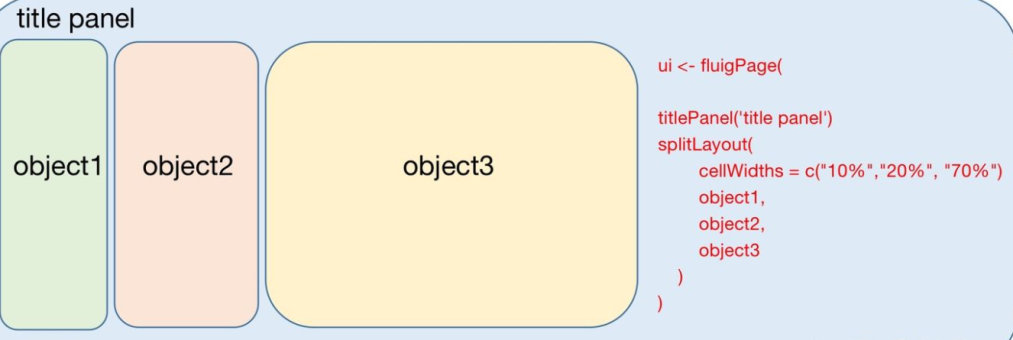 title panel
object1
object2
object3
ui <- fluigPage(
titlePanel('title panel')
splitLayout(
cellWidths = c("10%","20%", "70%")
object1,
object2,
object3
)
)